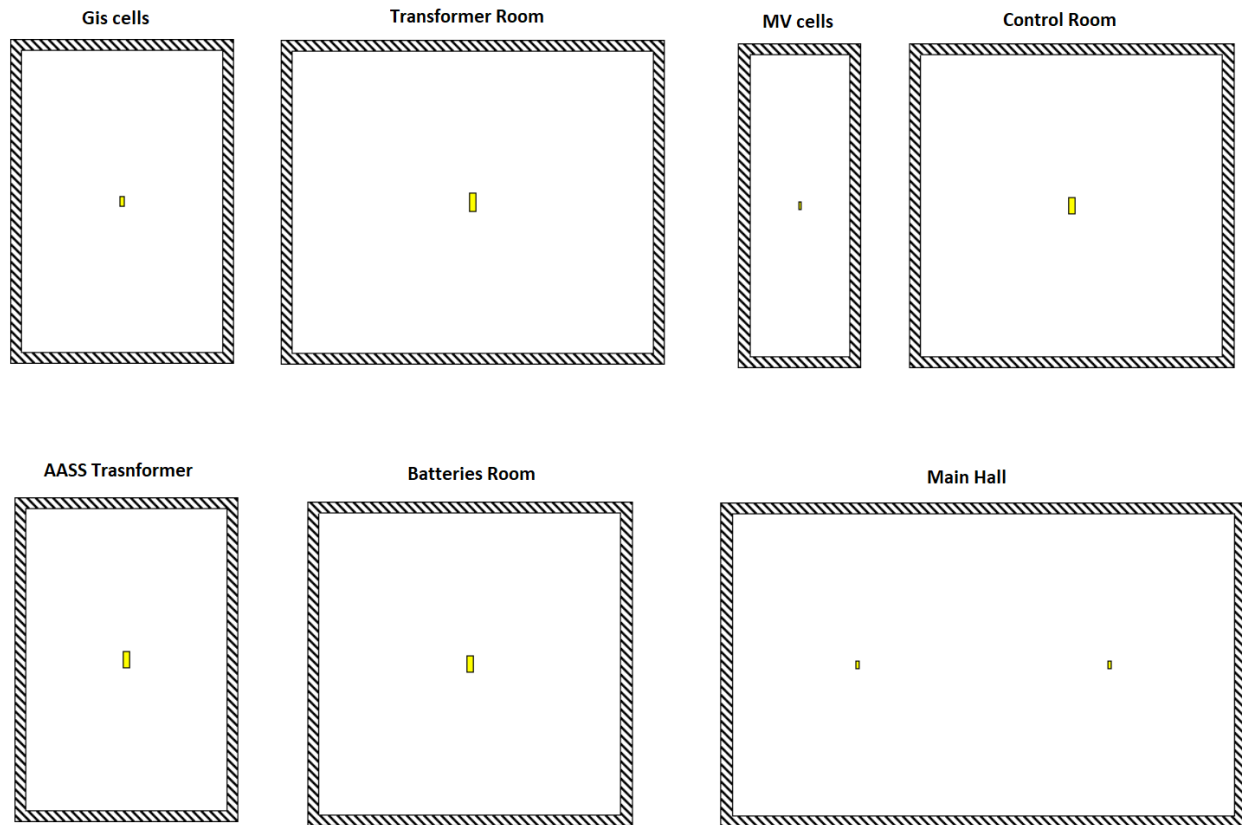 Gis cells
Transformer Room
MV cells
Control Room
AASS Trasnformer
Batteries Room
Main Hall